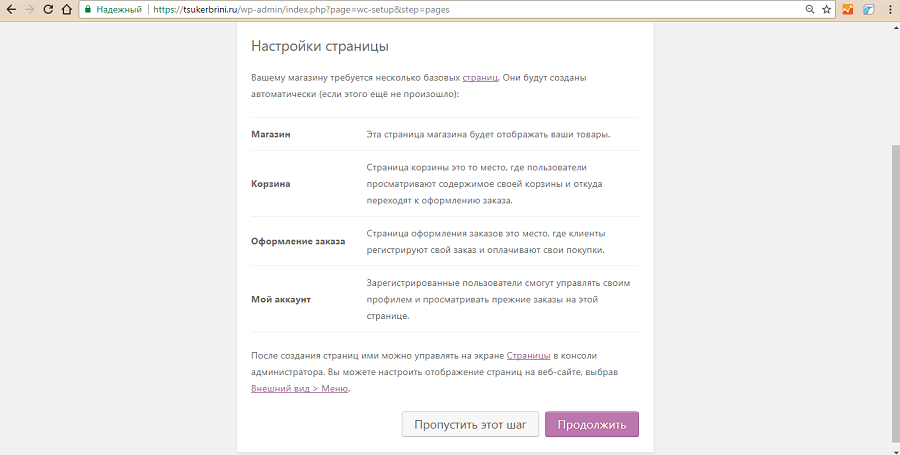 Надежный https://tsukerbrini.ru/wp-admin/index.php?page=wc-setup&step=pages
Настройки страницы
Вашему магазину требуется несколько базовых страниц. Они будут созданы
автоматически (если этого ещё не произошло):
Магазин Эта страница магазина будет отображать ваши товары.
Корзина Страница корзины это то место, где пользователи
просматривают содержимое своей корзины и откуда
переходят к оформлению заказа.
Оформление заказа Страница оформления заказов это место, где клиенты
регистрируют свой заказ и оплачивают свои покупки.
Мой аккаунт Зарегистрированные пользователи смогут управлять своим
профилем и просматривать прежние заказы на этой
странице.
После создания страниц ими можно управлять на экране Страницы в консоли
администратора. Вы можете настроить отображение страниц на веб-сайте, выбрав
Внешний вид > Меню.
Пропустить этот шаг Продолжить